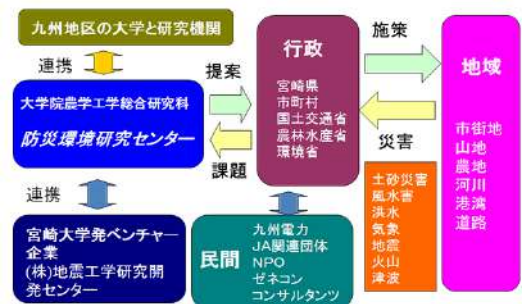 九州地区の大学と研究機関
連携
大学院農学工学総合研究科
防災環境研究センター
連携
宮崎大学発ベンチャー
企業
(株)地震工学研究開
発センター
提案
課題
行政
宮崎県
市町村
国土交通省
農林水産省
環境省
民間
九州電力
JA関連団体
NPO
ゼネコン
コンサルタンツ
施策
災害
土砂災害
風水害
洪水
気象
地震
火山
津波
地域
市街地
山地
農地
河川
港湾
道路